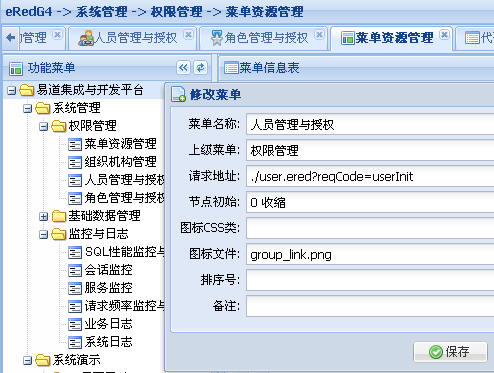 eRedG4 -> 系统管理 -> 权限管理 -> 菜单资源管理
管理
人员管理与授权
角色管理与授权
菜单资源管理
代
功能菜单
菜单信息表
易道集成与开发平台
系统管理
权限管理
菜单资源管理
组织机构管理
人员管理与授
角色管理与授
基础数据管理
监控与日志
SQL性能监控与
会话监控
服务监控
请求频率监控与
业务日志
系统日志
系统演示
修改菜单
菜单名称: 人员管理与授权
上级菜单: 权限管理
请求地址: ./user.ered?reqCode=userInit
节点初始: 0 收缩
图标CSS类:
图标文件: group_link.png
排序号:
备注:
保存